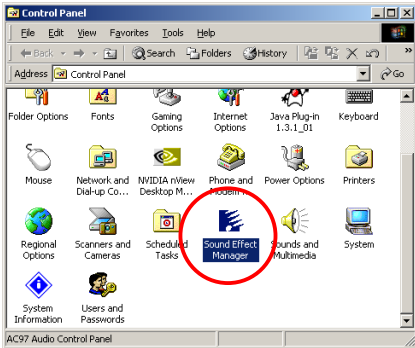 Control Panel
File Edit View Favorites Tools Help
Back Search Folders History
Address Control Panel Go
Folder Options Fonts Gaming Options Internet Options Java Plug-in 1.3.1_01 Keyboard
Mouse Network and Dial-up Co... NVIDIA nView Desktop M... Phone and Modem Power Options Printers
Regional Options Scanners and Cameras Scheduled Tasks Sound Effect Manager Sounds and Multimedia System
System Information Users and Passwords
AC97 Audio Control Panel